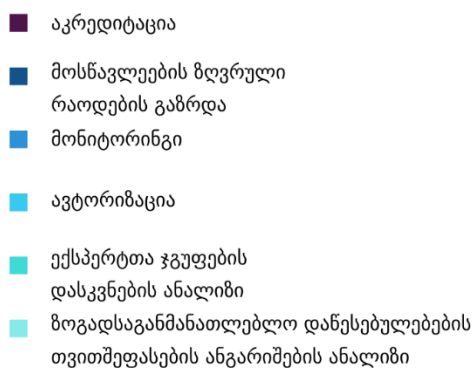 აკრედიტაცია
მოსწავლეების ზღვრული
რაოდების გაზრდა
მონიტორინგი
ავტორიზაცია
ექსპერტთა ჯგუფების
დასკვნების ანალიზი
ზოგადსაგანმანათლებლო დაწესებულებების
თვითშეფასების ანგარიშების ანალიზი